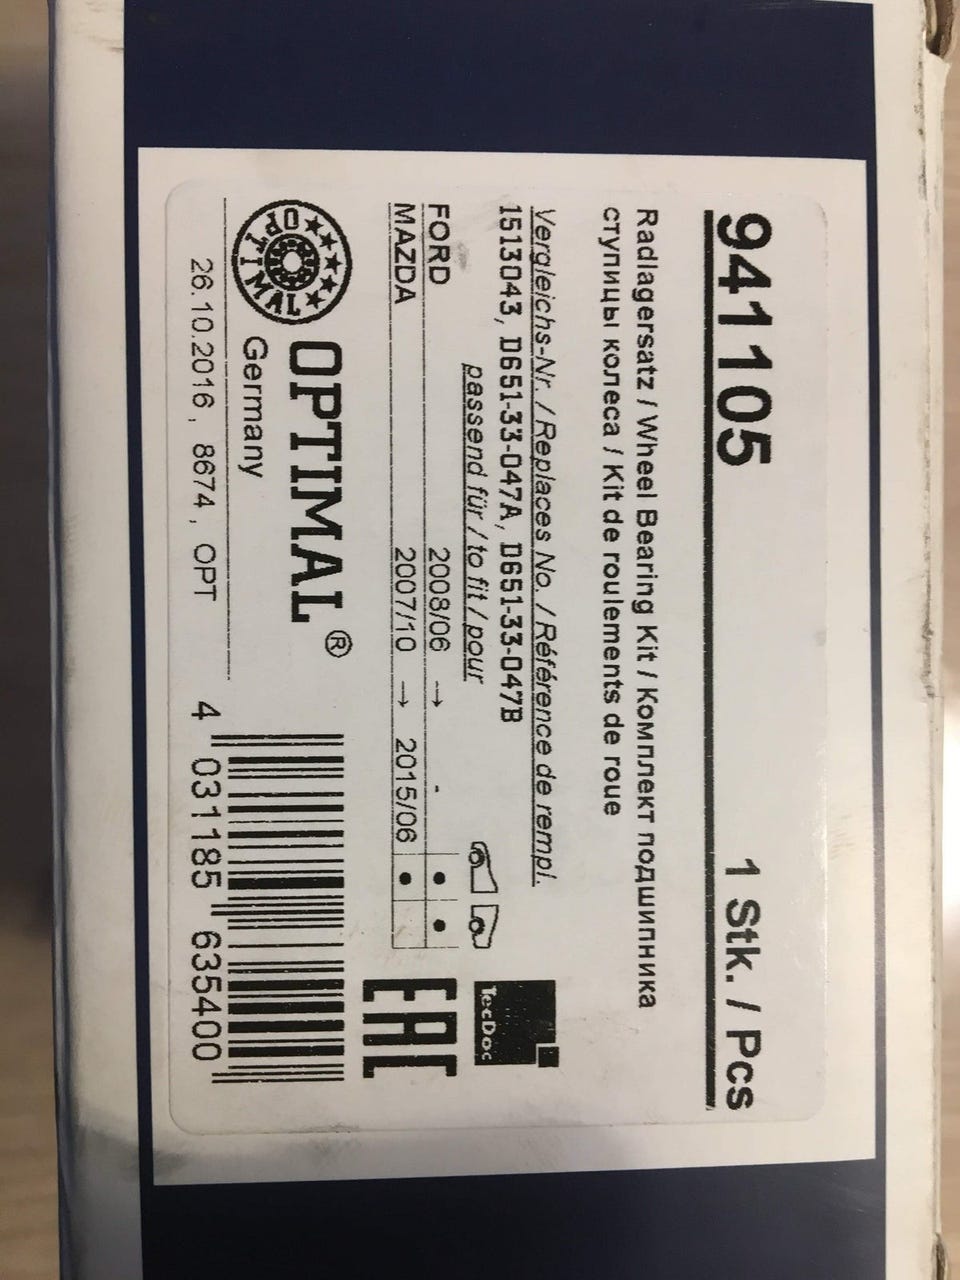 941105 1 Stk. / Pcs
Radlagersatz / Wheel Bearing Kit / Комплект подшипника
ступицы колеса / Kit de roulements de roue
Vergleichs-Nr. / Replaces No. / Référence de rempl.
1513043, D651-33-047A, D651-33-047B
passend für / to fit / pour
FORD 2008/06 → -
MAZDA 2007/10 → 2015/06
TecDoc
EAC
OPTIMAL
OPTIMAL ®
Germany
26.10.2016, 8674, OPT
4 031185 635400